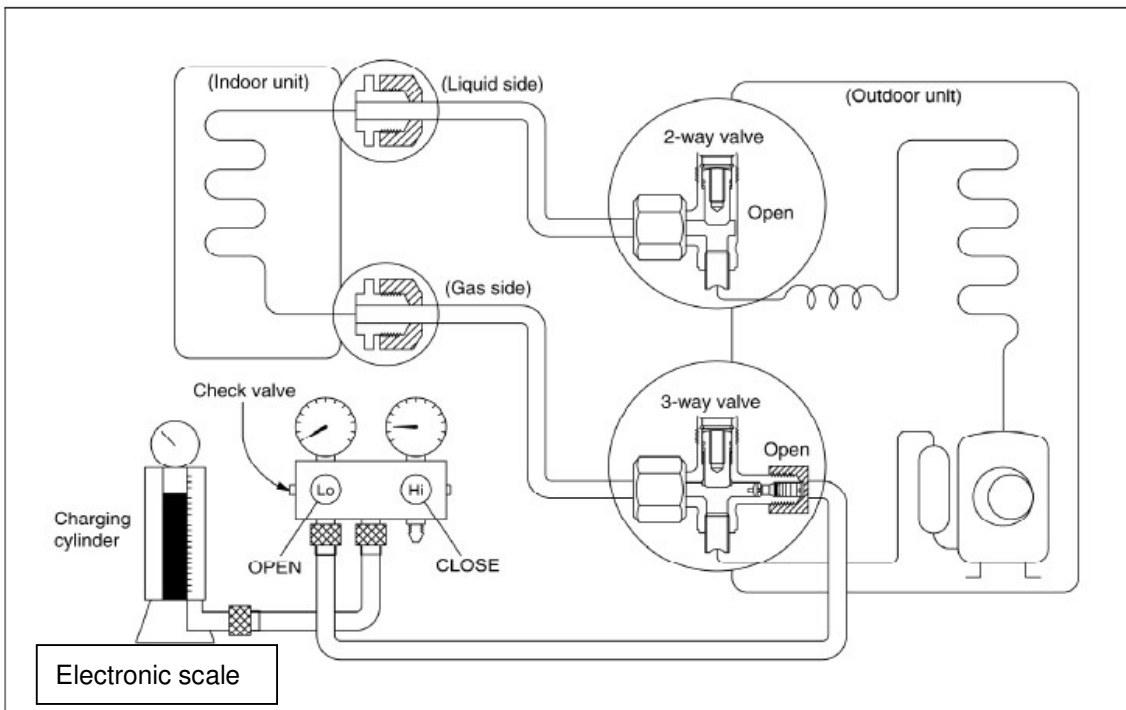 (Indoor unit)
(Liquid side)
(Outdoor unit)
2-way valve
Open
(Gas side)
Check valve
3-way valve
Open
Lo
Hi
Charging
cylinder
OPEN
CLOSE
Electronic scale